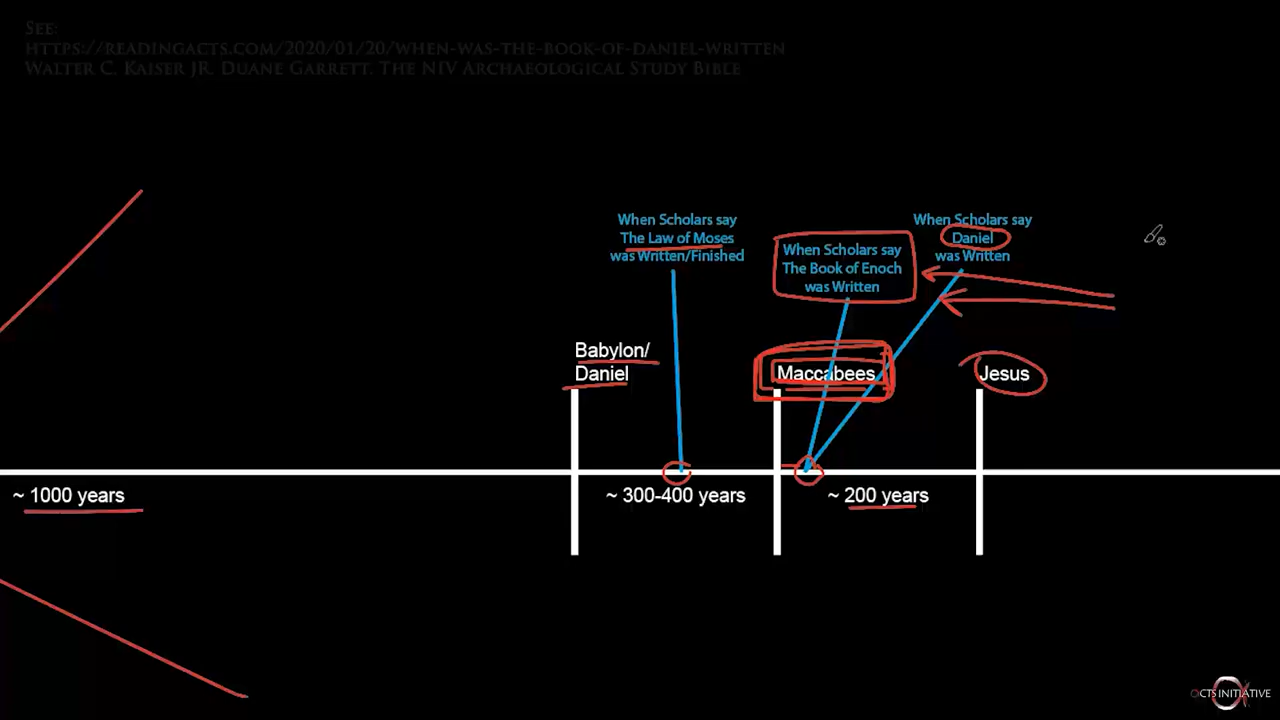 SEE:
HTTPS://READINGACTS.COM/2020/01/20/WHEN-WAS-THE-BOOK-OF-DANIEL-WRITTEN
WALTER C. KAISER JR. DUANE GARRETT. THE NIV ARCHAEOLOGICAL STUDY BIBLE
When Scholars say
The Law of Moses
was Written/Finished
When Scholars say
The Book of Enoch
was Written
When Scholars say
Daniel
was Written
Babylon/
Daniel
Maccabees
Jesus
~ 1000 years
~ 300-400 years
~ 200 years
ACTS INITIATIVE